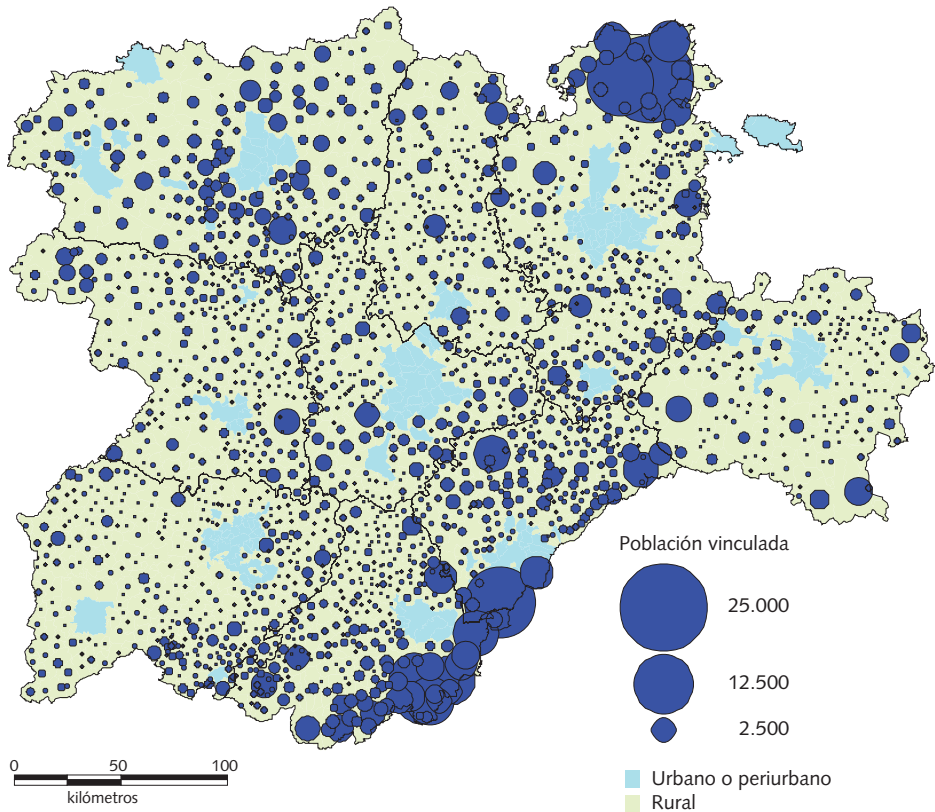 Población vinculada
25.000
12.500
2.500
0 50 100
kilómetros
Urbano o periurbano
Rural